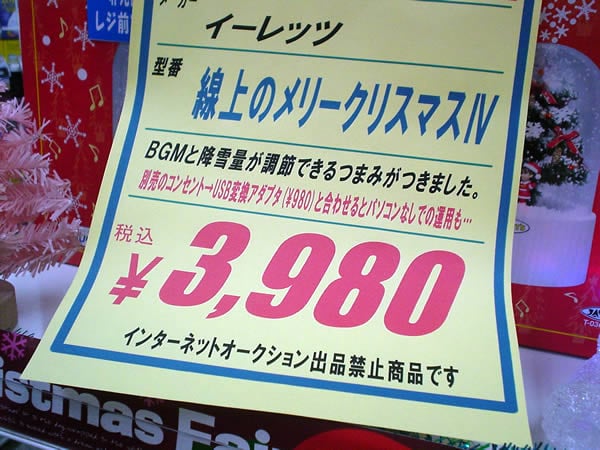 レジ前
メーカー
イーレッツ
型番
線上のメリークリスマスⅣ
BGMと降雪量が調節できるつまみがつきました。
別売のコンセント→USB変換アダプタ(¥980)と合わせるとパソコンなしでの運用も…
税込
¥3,980
インターネットオークション出品禁止商品です
istmas Fai